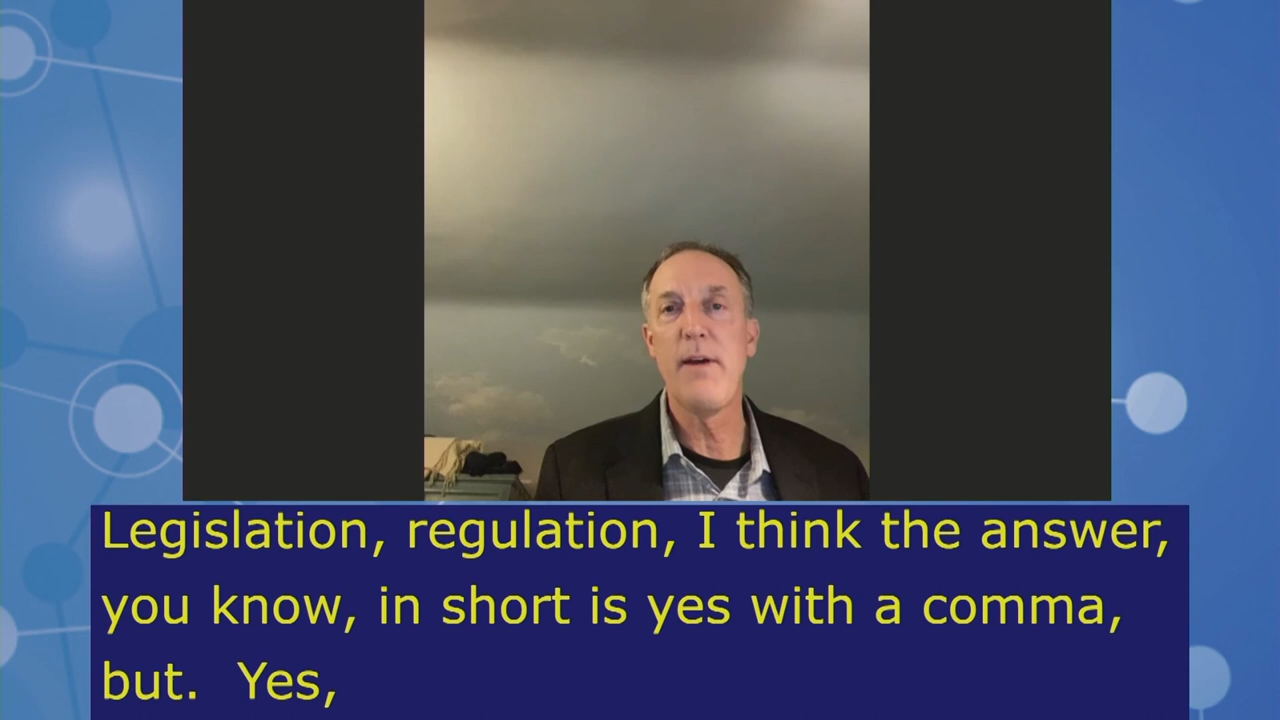 Legislation, regulation, I think the answer,
you know, in short is yes with a comma,
but.  Yes,